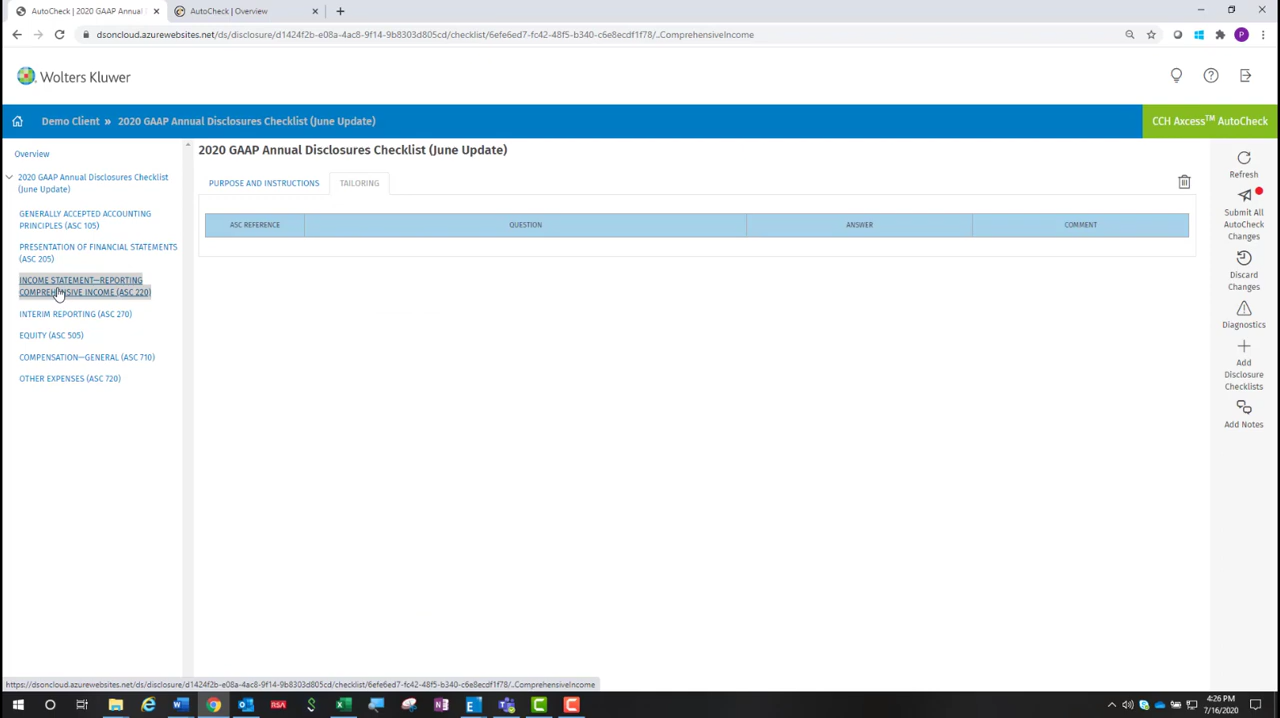 AutoCheck | 2020 GAAP Annual
AutoCheck | Overview
dsoncloud.azurewebsites.net/ds/disclosure/d1424f2b-e08a-4ac8-9f14-9b8303d805cd/checklist/6efe6ed7-fc42-48f5-b340-c6e8ecdf1f78/..ComprehensiveIncome
P
Wolters Kluwer
Demo Client » 2020 GAAP Annual Disclosures Checklist (June Update)
CCH Axcess™ AutoCheck
Overview
2020 GAAP Annual Disclosures Checklist
(June Update)
GENERALLY ACCEPTED ACCOUNTING
PRINCIPLES (ASC 105)
PRESENTATION OF FINANCIAL STATEMENTS
(ASC 205)
INCOME STATEMENT—REPORTING
COMPREHENSIVE INCOME (ASC 220)
INTERIM REPORTING (ASC 270)
EQUITY (ASC 505)
COMPENSATION—GENERAL (ASC 710)
OTHER EXPENSES (ASC 720)
2020 GAAP Annual Disclosures Checklist (June Update)
PURPOSE AND INSTRUCTIONS
TAILORING
ASC REFERENCE QUESTION ANSWER COMMENT
Refresh
Submit All
AutoCheck
Changes
Discard
Changes
Diagnostics
Add
Disclosure
Checklists
Add Notes
https://dsoncloud.azurewebsites.net/ds/disclosure/d1424f2b-e08a-4ac8-9f14-9b8303d805cd/checklist/6efe6ed7-fc42-48f5-b340-c6e8ecdf1f78/..ComprehensiveIncome
RSA
4:26 PM
7/16/2020